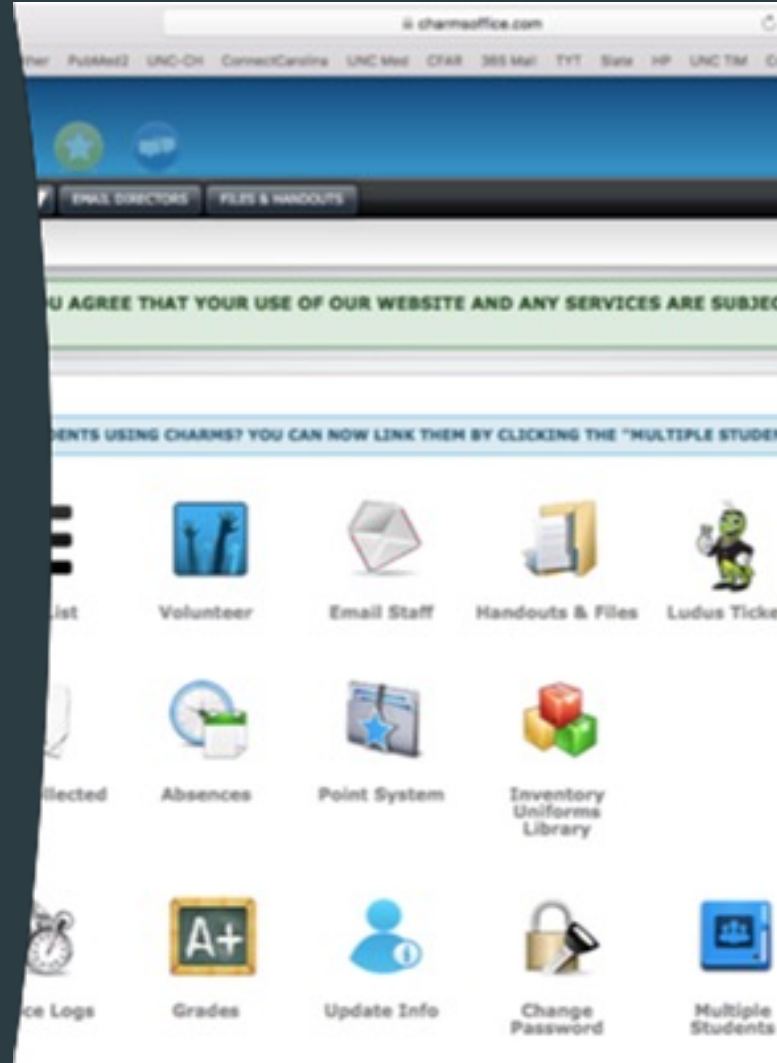 charmsoffice.com
PubMed2 UNC-CH ConnectCarolina UNC Med CFAR 365 Mail TYT Slate HP UNC TIM
EMAIL DIRECTORS FILES & HANDOUTS
U AGREE THAT YOUR USE OF OUR WEBSITE AND ANY SERVICES ARE SUBJEC
DENTS USING CHARMS? YOU CAN NOW LINK THEM BY CLICKING THE "MULTIPLE STUDEN
List Volunteer Email Staff Handouts & Files Ludus Ticke
llected Absences Point System Inventory
Uniforms
Library
A+
ce Logs Grades Update Info Change
Password Multiple
Students